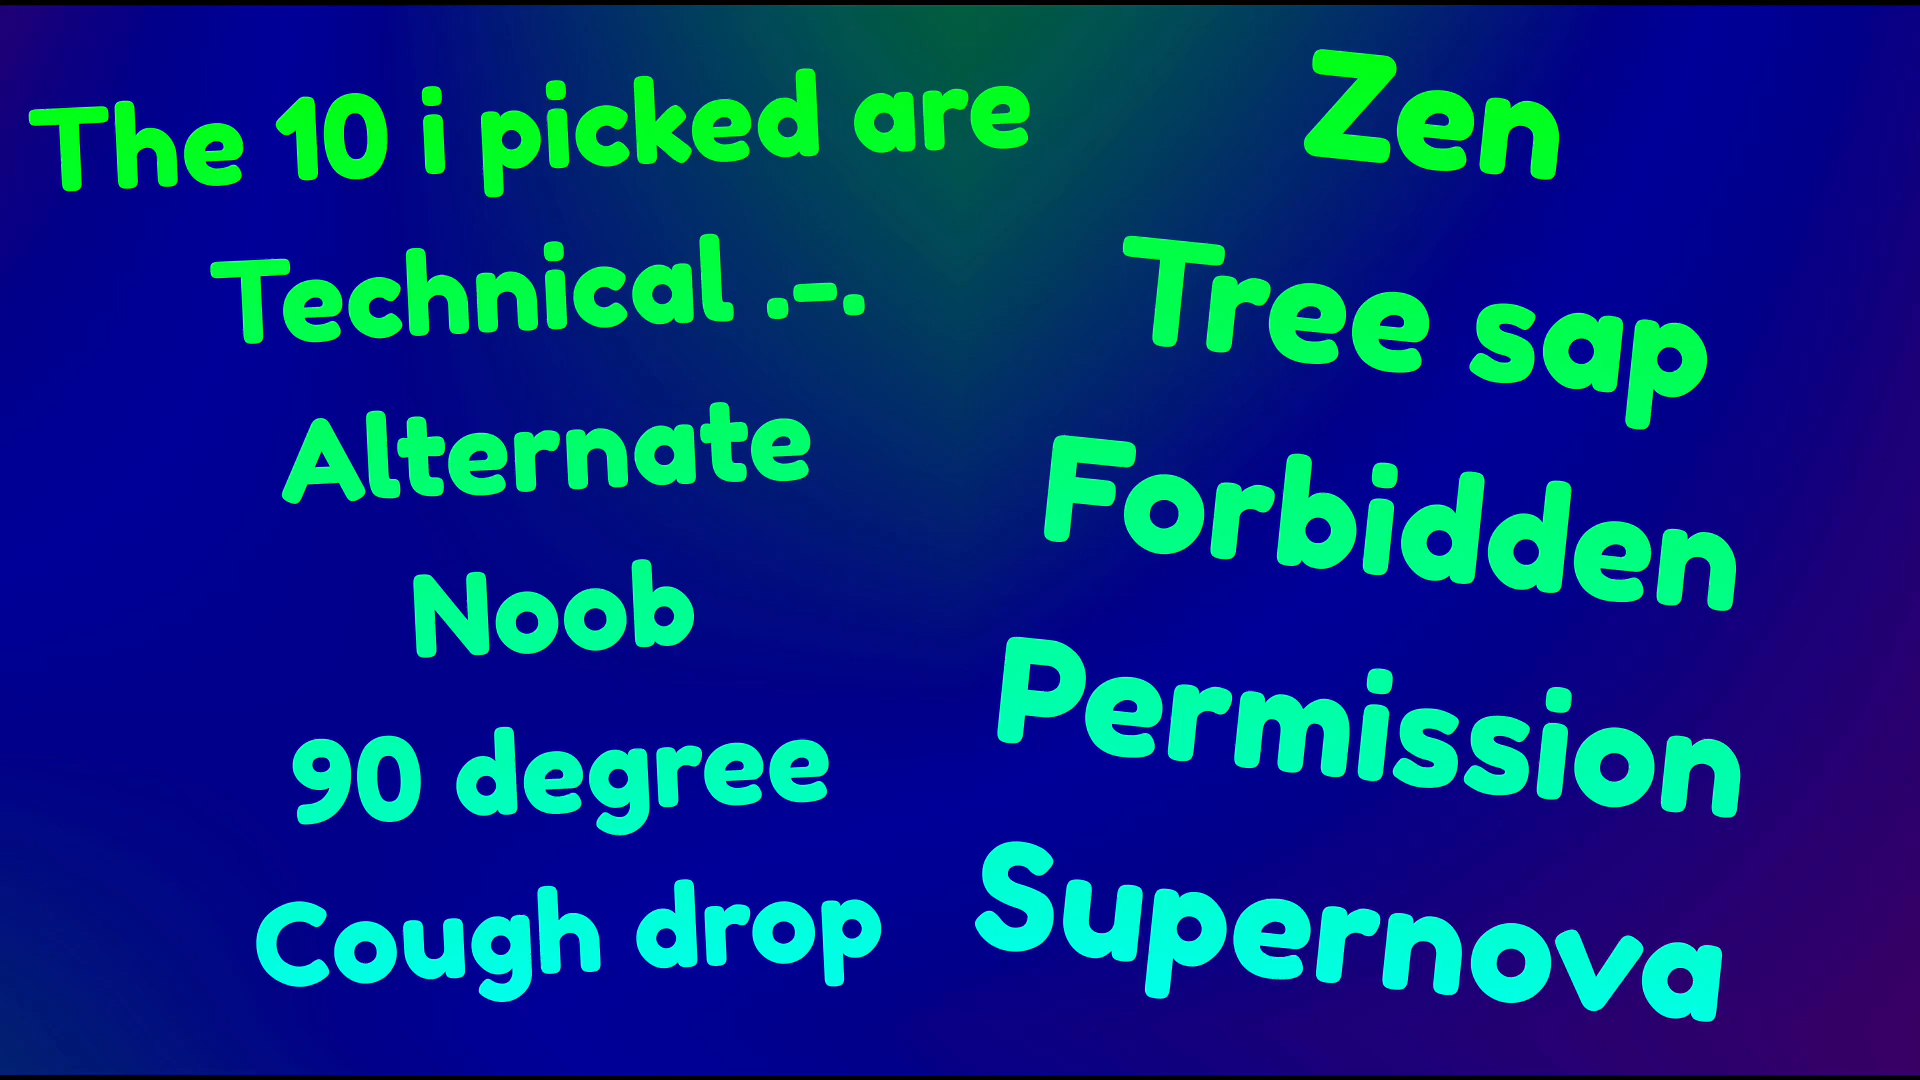 The 10 i picked are
Technical .-.
Alternate
Noob
90 degree
Cough drop
Zen
Tree sap
Forbidden
Permission
Supernova